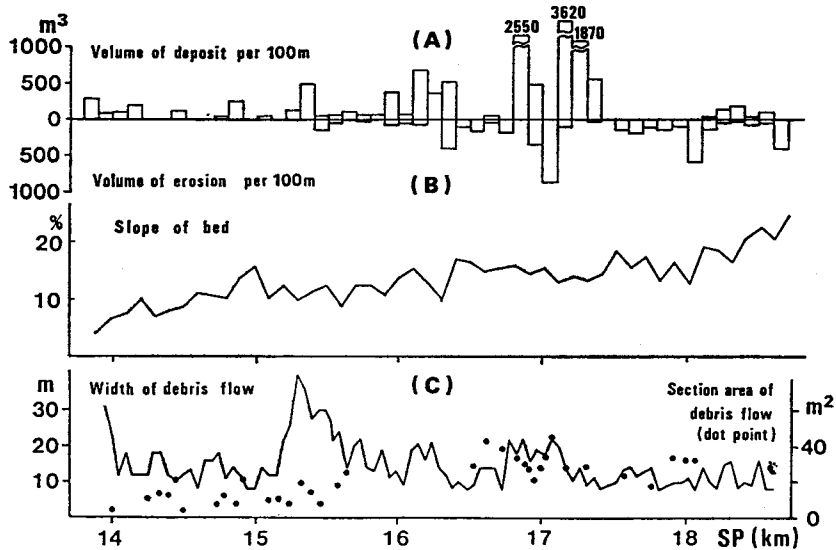 3620
2550 1870
m³
(A)
1000
Volume of deposit per 100m
500
0
500
1000
Volume of erosion per 100m
(B)
%
Slope of bed
20
10
m
Width of debris flow
(C)
Section area of
debris flow
(dot point)
m²
30
20
10
40
0
14 15 16 17 18 SP (km)